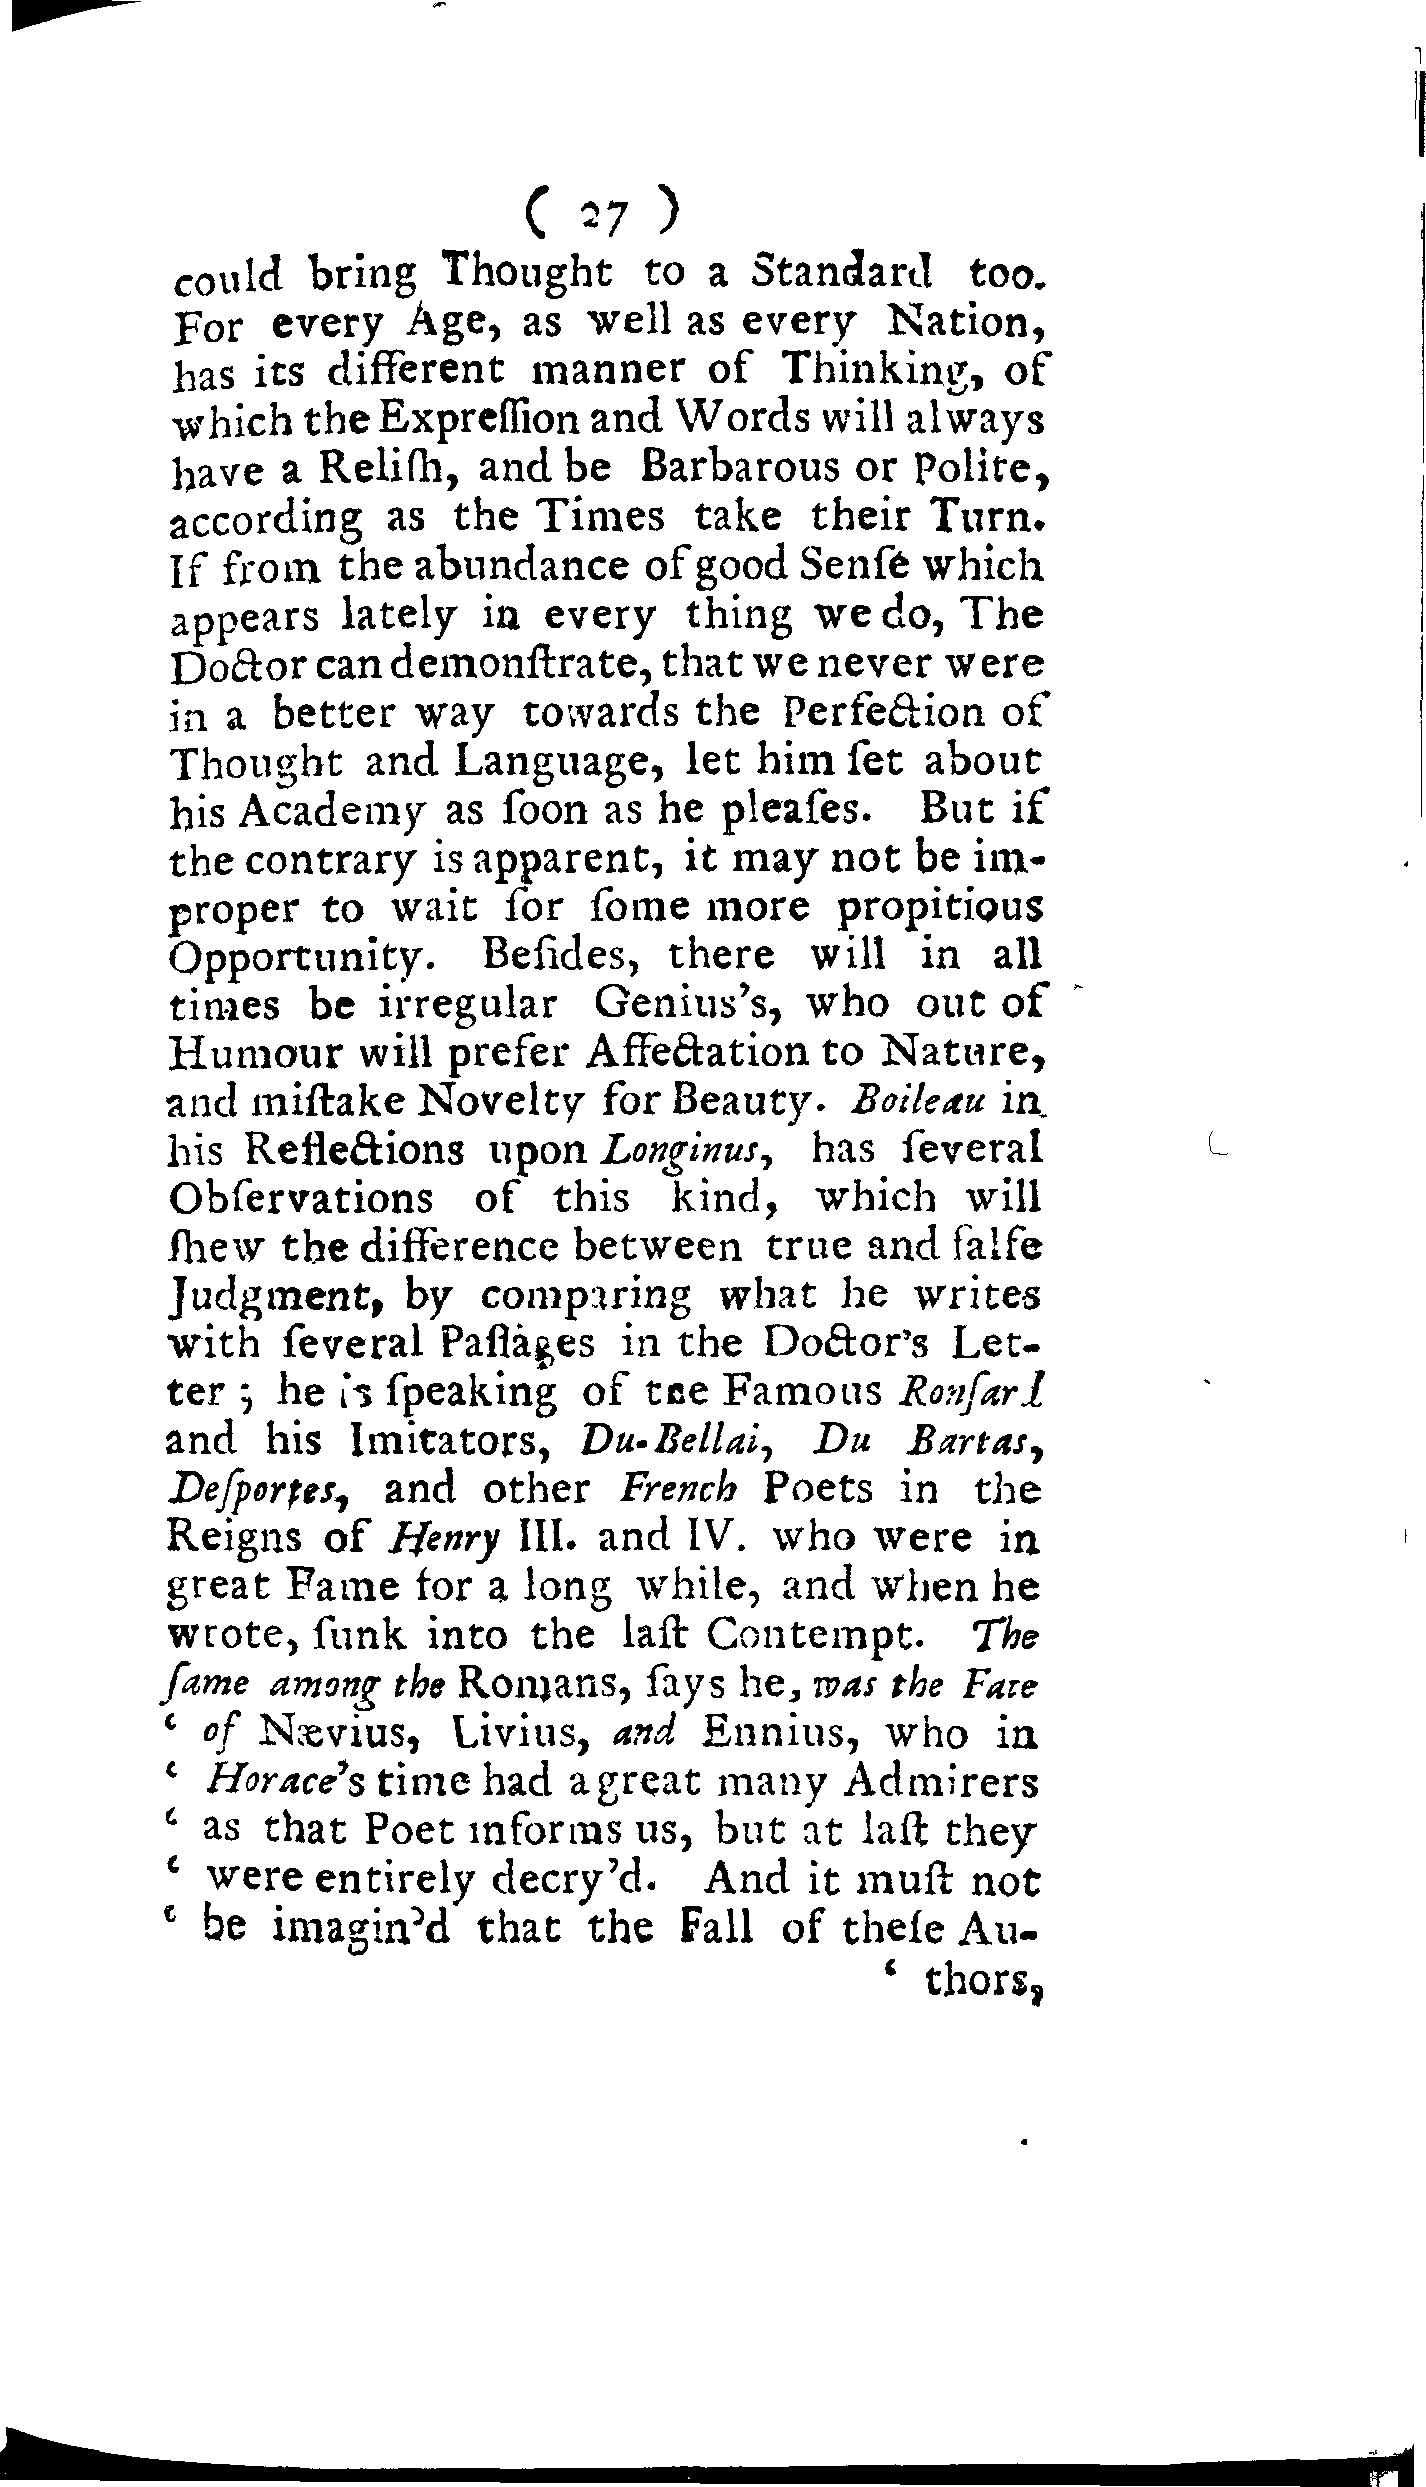 ( 27 )
could bring Thought to a Standard too.
For every Age, as well as every Nation,
has its different manner of Thinking, of
which the Expreſſion and Words will always
have a Reliſh, and be Barbarous or Polite,
according as the Times take their Turn.
If from the abundance of good Senſe which
appears lately in every thing we do, The
Doctor can demonſtrate, that we never were
in a better way towards the Perfection of
Thought and Language, let him ſet about
his Academy as ſoon as he pleaſes. But if
the contrary is apparent, it may not be im-
proper to wait for ſome more propitious
Opportunity. Beſides, there will in all
times be irregular Genius's, who out of
Humour will prefer Affectation to Nature,
and miſtake Novelty for Beauty. Boileau in
his Reflections upon Longinus, has ſeveral
Obſervations of this kind, which will
ſhew the difference between true and falſe
Judgment, by comparing what he writes
with ſeveral Paſſages in the Doctor's Let-
ter; he is ſpeaking of the Famous Ronſard
and his Imitators, Du-Bellai, Du Bartas,
Deſportes, and other French Poets in the
Reigns of Henry III. and IV. who were in
great Fame for a long while, and when he
wrote, ſunk into the laſt Contempt. The
ſame among the Romans, ſays he, was the Fate
‘ of Nævius, Livius, and Ennius, who in
‘ Horace's time had a great many Admirers
‘ as that Poet informs us, but at laſt they
‘ were entirely decry'd. And it muſt not
‘ be imagin'd that the Fall of theſe Au-
‘ thors,